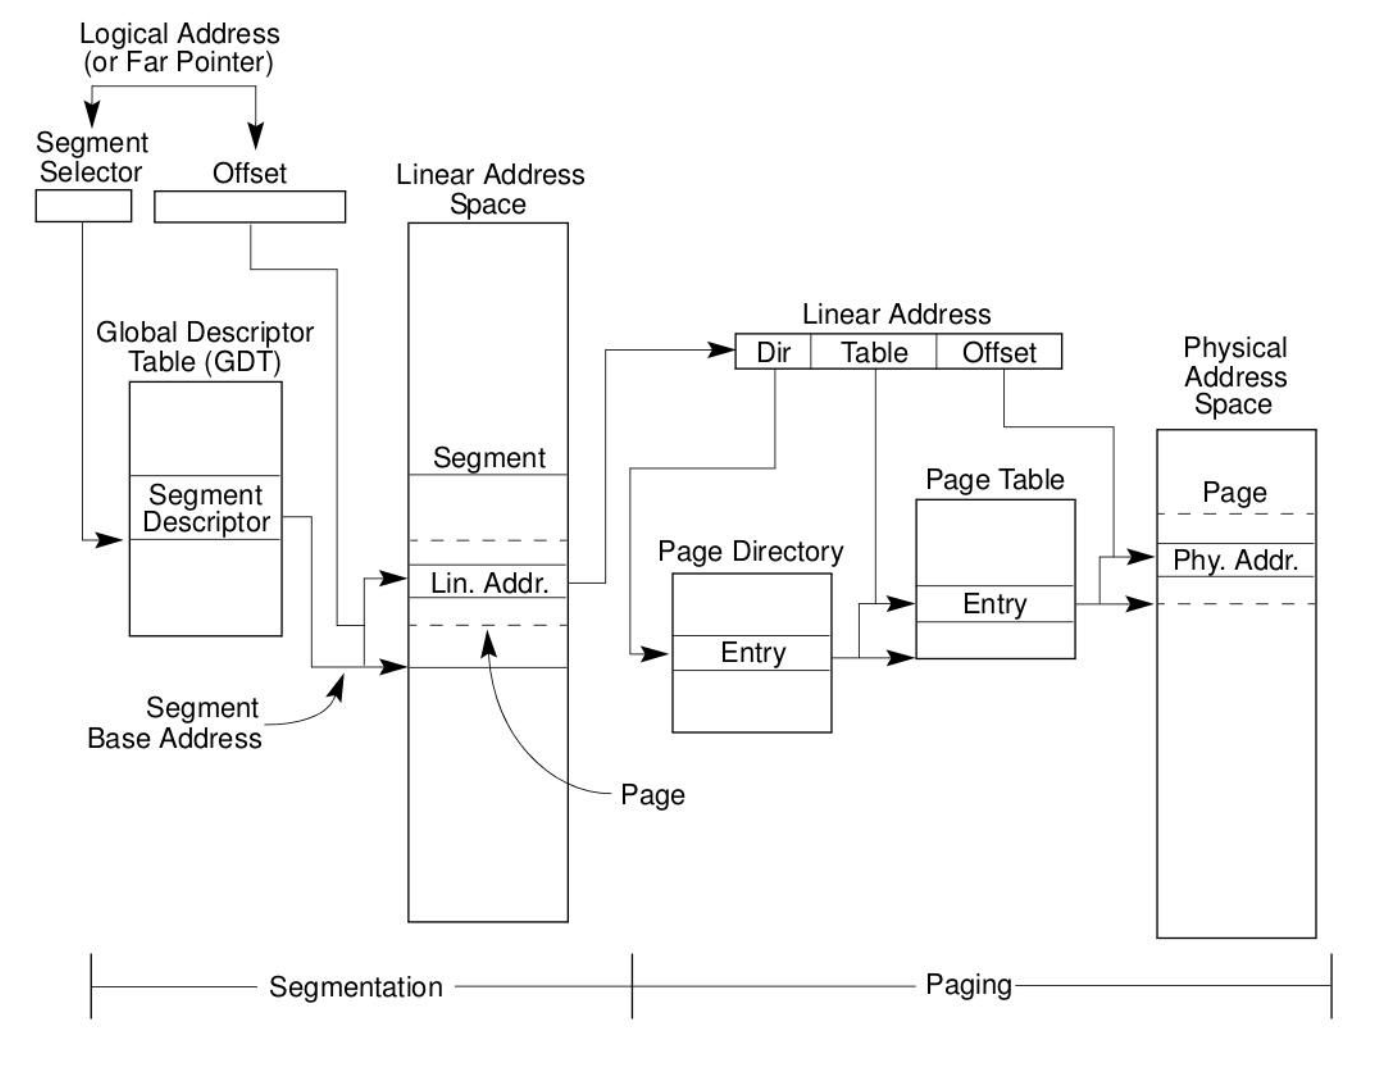 Logical Address
(or Far Pointer)
Segment
Selector
Offset
Linear Address
Space
Global Descriptor
Table (GDT)
Segment
Descriptor
Segment
Lin. Addr.
Segment
Base Address
Page
Linear Address
Dir
Table
Offset
Page Directory
Entry
Page Table
Entry
Physical
Address
Space
Page
Phy. Addr.
Segmentation
Paging